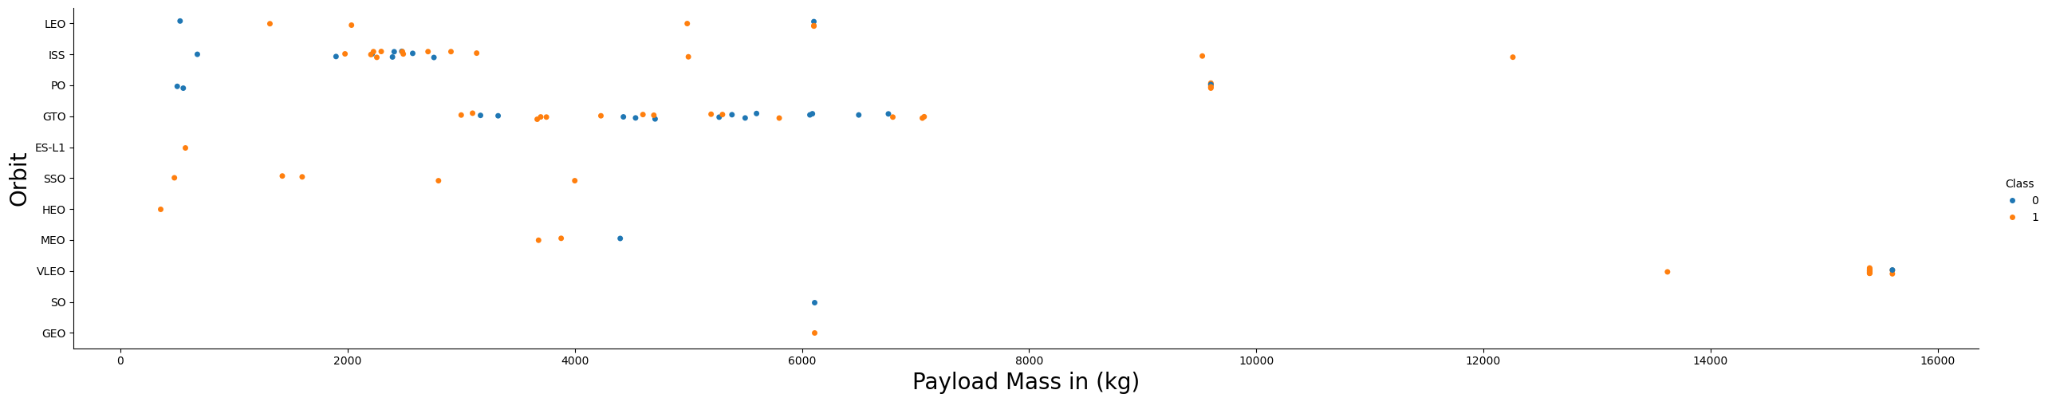 LEO
ISS
PO
GTO
ES-L1
SSO
HEO
MEO
VLEO
SO
GEO
Orbit
0 2000 4000 6000 8000 10000 12000 14000 16000
Payload Mass in (kg)
Class
0
1